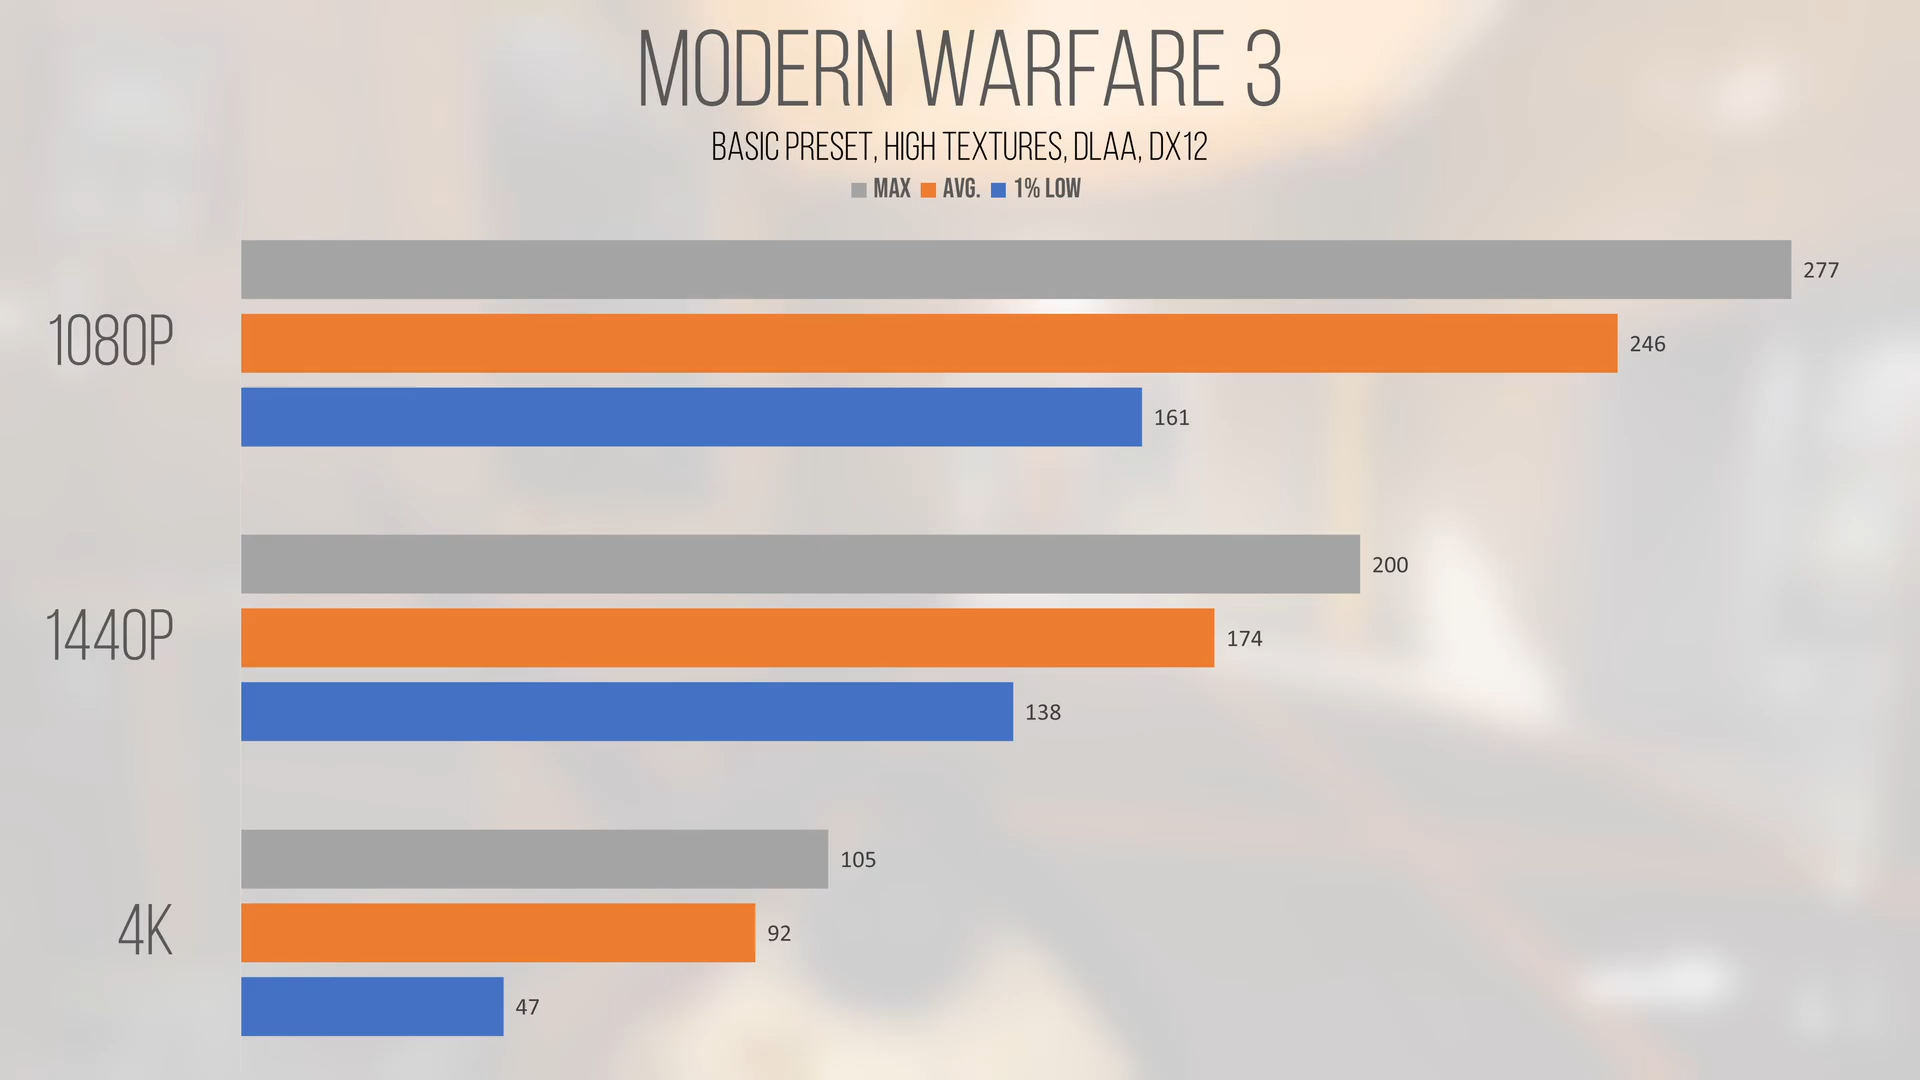 MODERN WARFARE 3
BASIC PRESET, HIGH TEXTURES, DLAA, DX12
MAX AVG. 1% LOW
277
1080P 246
161
200
1440P 174
138
105
4K 92
47